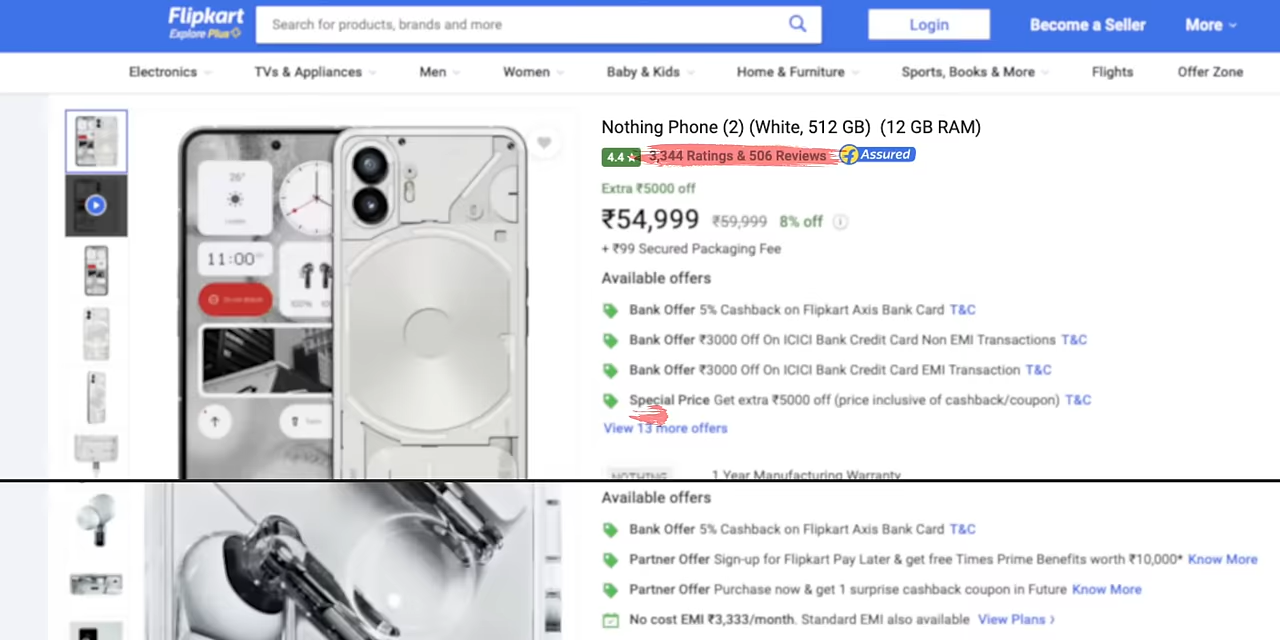 Flipkart
Explore Plus
Search for products, brands and more
Login
Become a Seller
More
Electronics
TVs & Appliances
Men
Women
Baby & Kids
Home & Furniture
Sports, Books & More
Flights
Offer Zone
Nothing Phone (2) (White, 512 GB) (12 GB RAM)
4.4★ 3,344 Ratings & 506 Reviews Assured
Extra ₹5000 off
₹54,999 ₹59,999 8% off
+ ₹99 Secured Packaging Fee
Available offers
Bank Offer 5% Cashback on Flipkart Axis Bank Card T&C
Bank Offer ₹3000 Off On ICICI Bank Credit Card Non EMI Transactions T&C
Bank Offer ₹3000 Off On ICICI Bank Credit Card EMI Transaction T&C
Special Price Get extra ₹5000 off (price inclusive of cashback/coupon) T&C
View 13 more offers
NOTHING 1 Year Manufacturing Warranty
26°
11:00
100%
Available offers
Bank Offer 5% Cashback on Flipkart Axis Bank Card T&C
Partner Offer Sign-up for Flipkart Pay Later & get free Times Prime Benefits worth ₹10,000* Know More
Partner Offer Purchase now & get 1 surprise cashback coupon in Future Know More
No cost EMI ₹3,333/month. Standard EMI also available View Plans